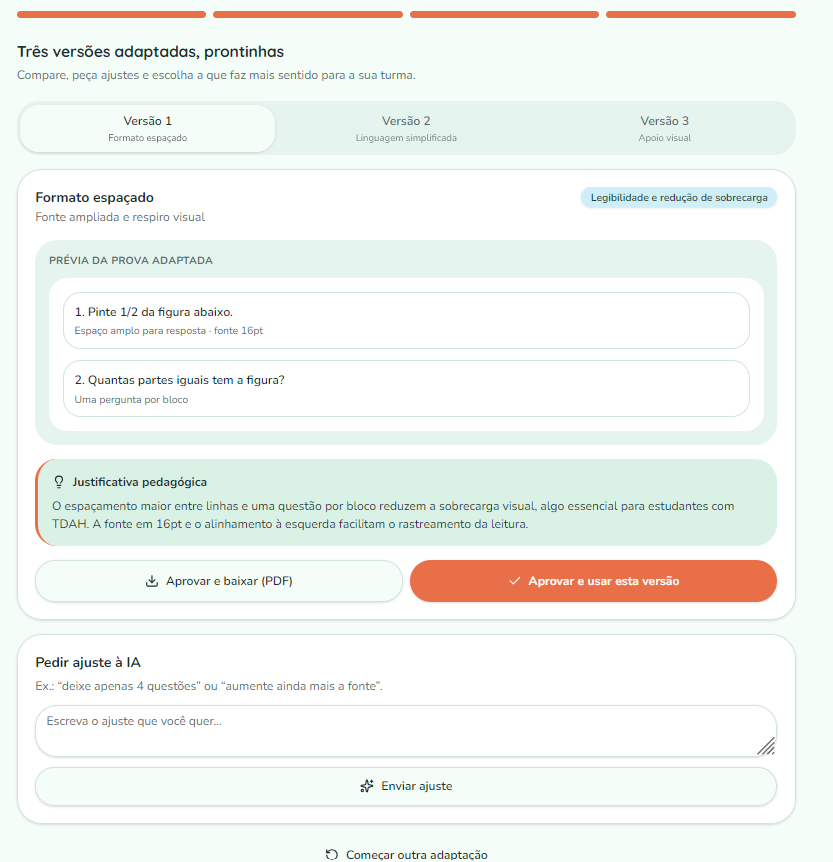 Três versões adaptadas, prontinhas
Compare, peça ajustes e escolha a que faz mais sentido para a sua turma.
Versão 1
Formato espaçado
Versão 2
Linguagem simplificada
Versão 3
Apoio visual
Formato espaçado
Legibilidade e redução de sobrecarga
Fonte ampliada e respiro visual
PRÉVIA DA PROVA ADAPTADA
1. Pinte 1/2 da figura abaixo.
Espaço amplo para resposta · fonte 16pt
2. Quantas partes iguais tem a figura?
Uma pergunta por bloco
Justificativa pedagógica
O espaçamento maior entre linhas e uma questão por bloco reduzem a sobrecarga visual, algo essencial para estudantes com
TDAH. A fonte em 16pt e o alinhamento à esquerda facilitam o rastreamento da leitura.
Aprovar e baixar (PDF)
Aprovar e usar esta versão
Pedir ajuste à IA
Ex.: “deixe apenas 4 questões” ou “aumente ainda mais a fonte”.
Escreva o ajuste que você quer...
Enviar ajuste
Começar outra adaptação